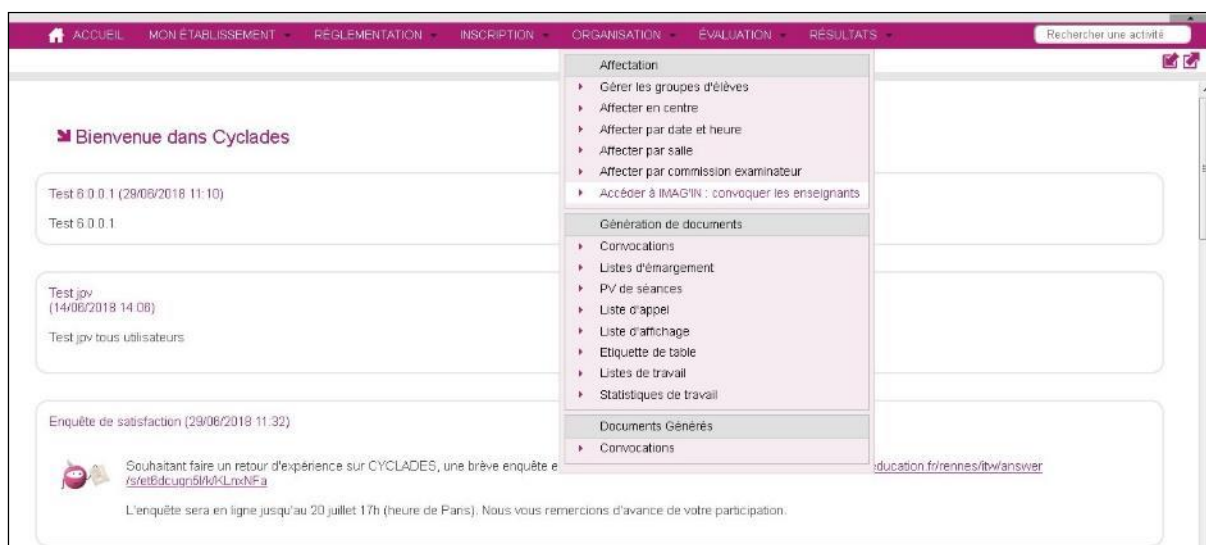 ACCUEIL MON ÉTABLISSEMENT RÉGLEMENTATION INSCRIPTION ORGANISATION ÉVALUATION RÉSULTATS Rechercher une activité
Affectation
Gérer les groupes d'élèves
Affecter en centre
Affecter par date et heure
Affecter par salle
Affecter par commission examinateur
Accéder à IMAG'IN : convoquer les enseignants
Génération de documents
Convocations
Listes d'émargement
PV de séances
Liste d'appel
Liste d'affichage
Etiquette de table
Listes de travail
Statistiques de travail
Documents Générés
Convocations
Bienvenue dans Cyclades
Test 6.0.0.1 (29/06/2018 11:10)
Test 6.0.0.1
Test jpv
(14/06/2018 14:06)
Test jpv tous utilisateurs
Enquête de satisfaction (29/06/2018 11:32)
Souhaitant faire un retour d'expérience sur CYCLADES, une brève enquête e education.fr/rennes/itw/answer
L'enquête sera en ligne jusqu'au 20 juillet 17h (heure de Paris). Nous vous remercions d'avance de votre participation.